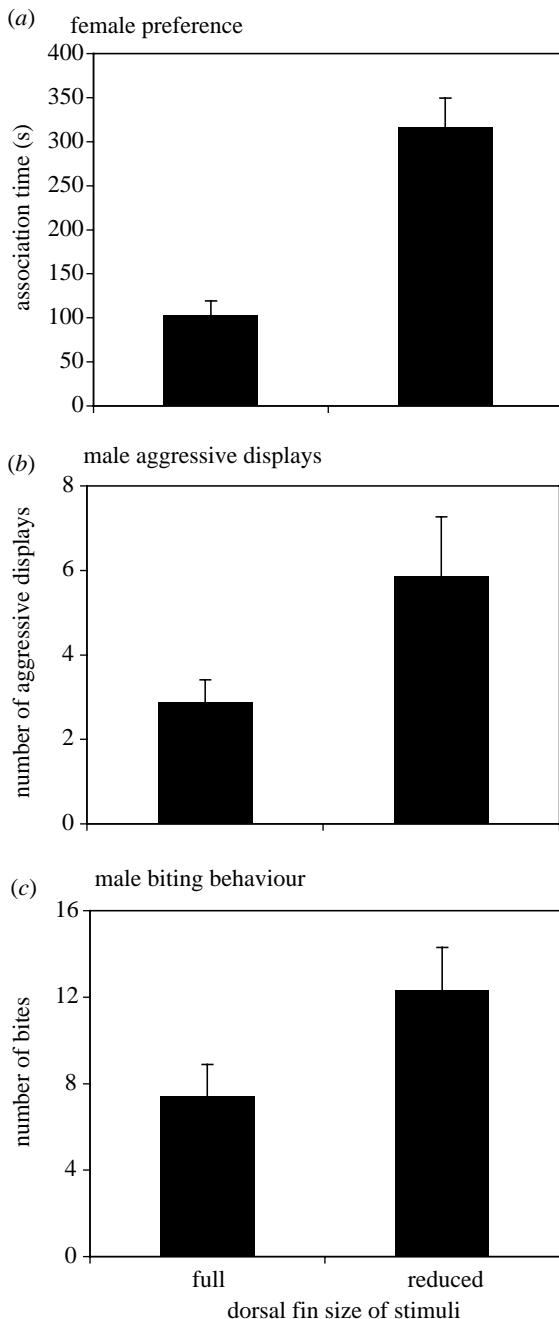 (a) female preference
400
350
300
250
200
150
100
50
0
association time (s)
(b) male aggressive displays
8
6
4
2
0
number of aggressive displays
(c) male biting behaviour
16
12
8
4
0
number of bites
full reduced
dorsal fin size of stimuli